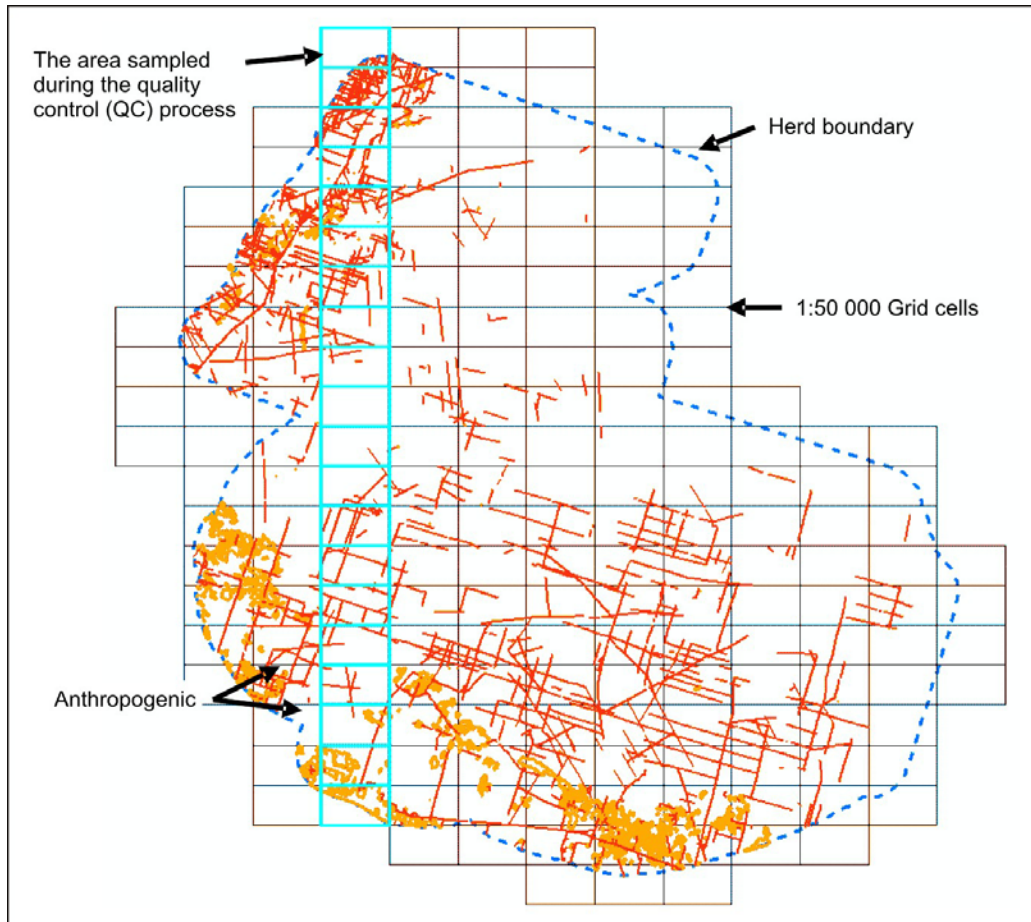 The area sampled
during the quality
control (QC) process
Herd boundary
1:50 000 Grid cells
Anthropogenic